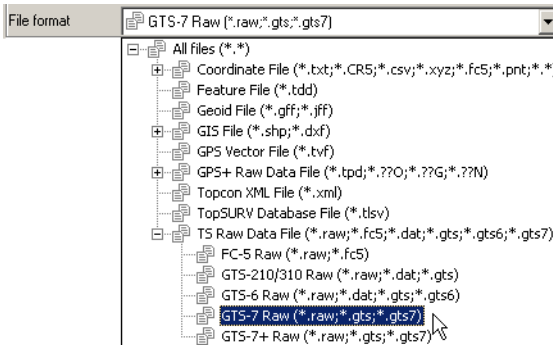 File format GTS-7 Raw (*.raw;*.gts;*.gts7)
All files (*.*)
Coordinate File (*.txt;*.CR5;*.csv;*.xyz;*.fc5;*.pnt;*.*
Feature File (*.tdd)
Geoid File (*.gff;*.jff)
GIS File (*.shp;*.dxf)
GPS Vector File (*.tvf)
GPS+ Raw Data File (*.tpd;*.??O;*.??G,*.??N)
Topcon XML File (*.xml)
TopSURV Database File (*.tlsv)
TS Raw Data File (*.raw;*.fc5;*.dat;*.gts;*.gts6;*.gts7)
FC-5 Raw (*.raw;*.fc5)
GTS-210/310 Raw (*.raw;*.dat;*.gts)
GTS-6 Raw (*.raw;*.dat;*.gts;*.gts6)
GTS-7 Raw (*.raw;*.gts;*.gts7)
GTS-7+ Raw (*.raw;*.gts;*.gts7)